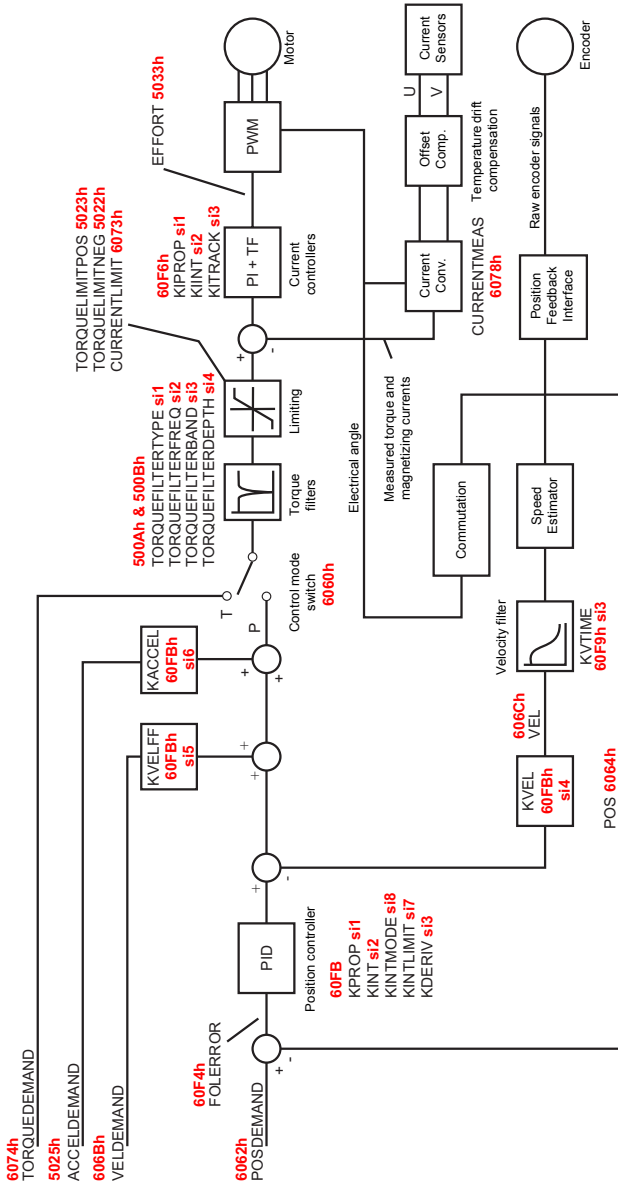 6074h
TORQUEDEMAND
5025h
ACCELDEMAND
606Bh
VELDEMAND
6062h
POSDEMAND
60F4h
FOLERROR
+
-
PID
Position controller
60FB
KPROP si1
KINT si2
KINTMODE si8
KINTLIMIT si7
KDERIV si3
+
-
KVELFF
60FBh
si5
+
+
KACCEL
60FBh
si6
+
+
T
P
Control mode
switch
6060h
500Ah & 500Bh
TORQUEFILTERTYPE si1
TORQUEFILTERFREQ si2
TORQUEFILTERBAND si3
TORQUEFILTERDEPTH si4
Torque
filters
Limiting
TORQUELIMITPOS 5023h
TORQUELIMITNEG 5022h
CURRENTLIMIT 6073h
+
-
60F6h
KIPROP si1
KIINT si2
KITRACK si3
PI + TF
Current
controllers
EFFORT 5033h
PWM
Motor
Electrical angle
Measured torque and
magnetizing currents
Current
Conv.
CURRENTMEAS
6078h
Offset
Comp.
Temperature drift
compensation
U
V
Current
Sensors
Commutation
KVEL
60FBh
si4
606Ch
VEL
Velocity filter
KVTIME
60F9h si3
Speed
Estimator
Position
Feedback
Interface
Raw encoder signals
Encoder
POS 6064h